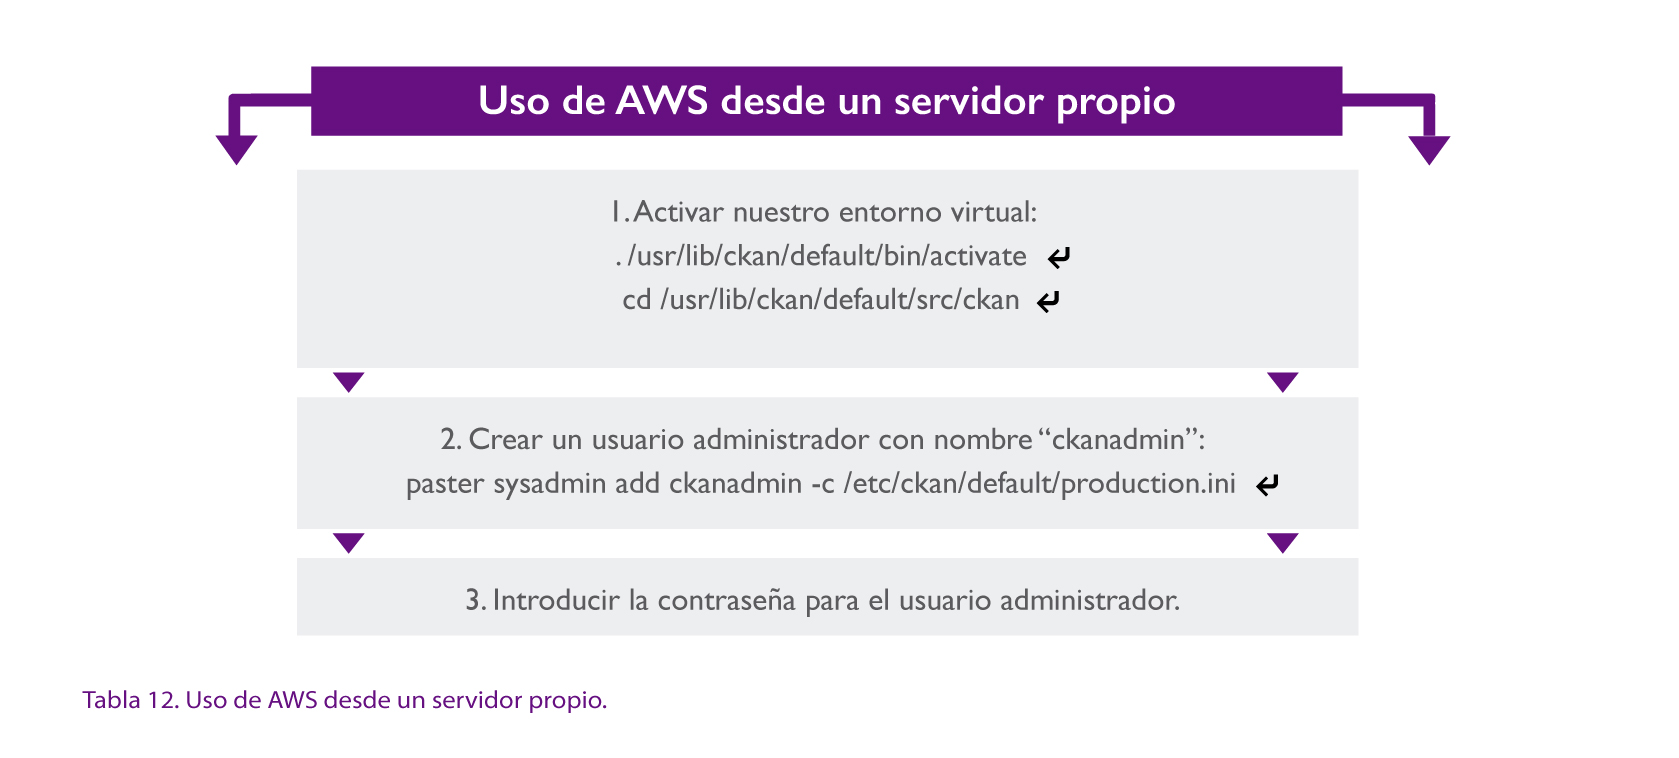 Uso de AWS desde un servidor propio
1. Activar nuestro entorno virtual:
. /usr/lib/ckan/default/bin/activate ↵
cd /usr/lib/ckan/default/src/ckan ↵
2. Crear un usuario administrador con nombre “ckanadmin”:
paster sysadmin add ckanadmin -c /etc/ckan/default/production.ini ↵
3. Introducir la contraseña para el usuario administrador.
Tabla 12. Uso de AWS desde un servidor propio.